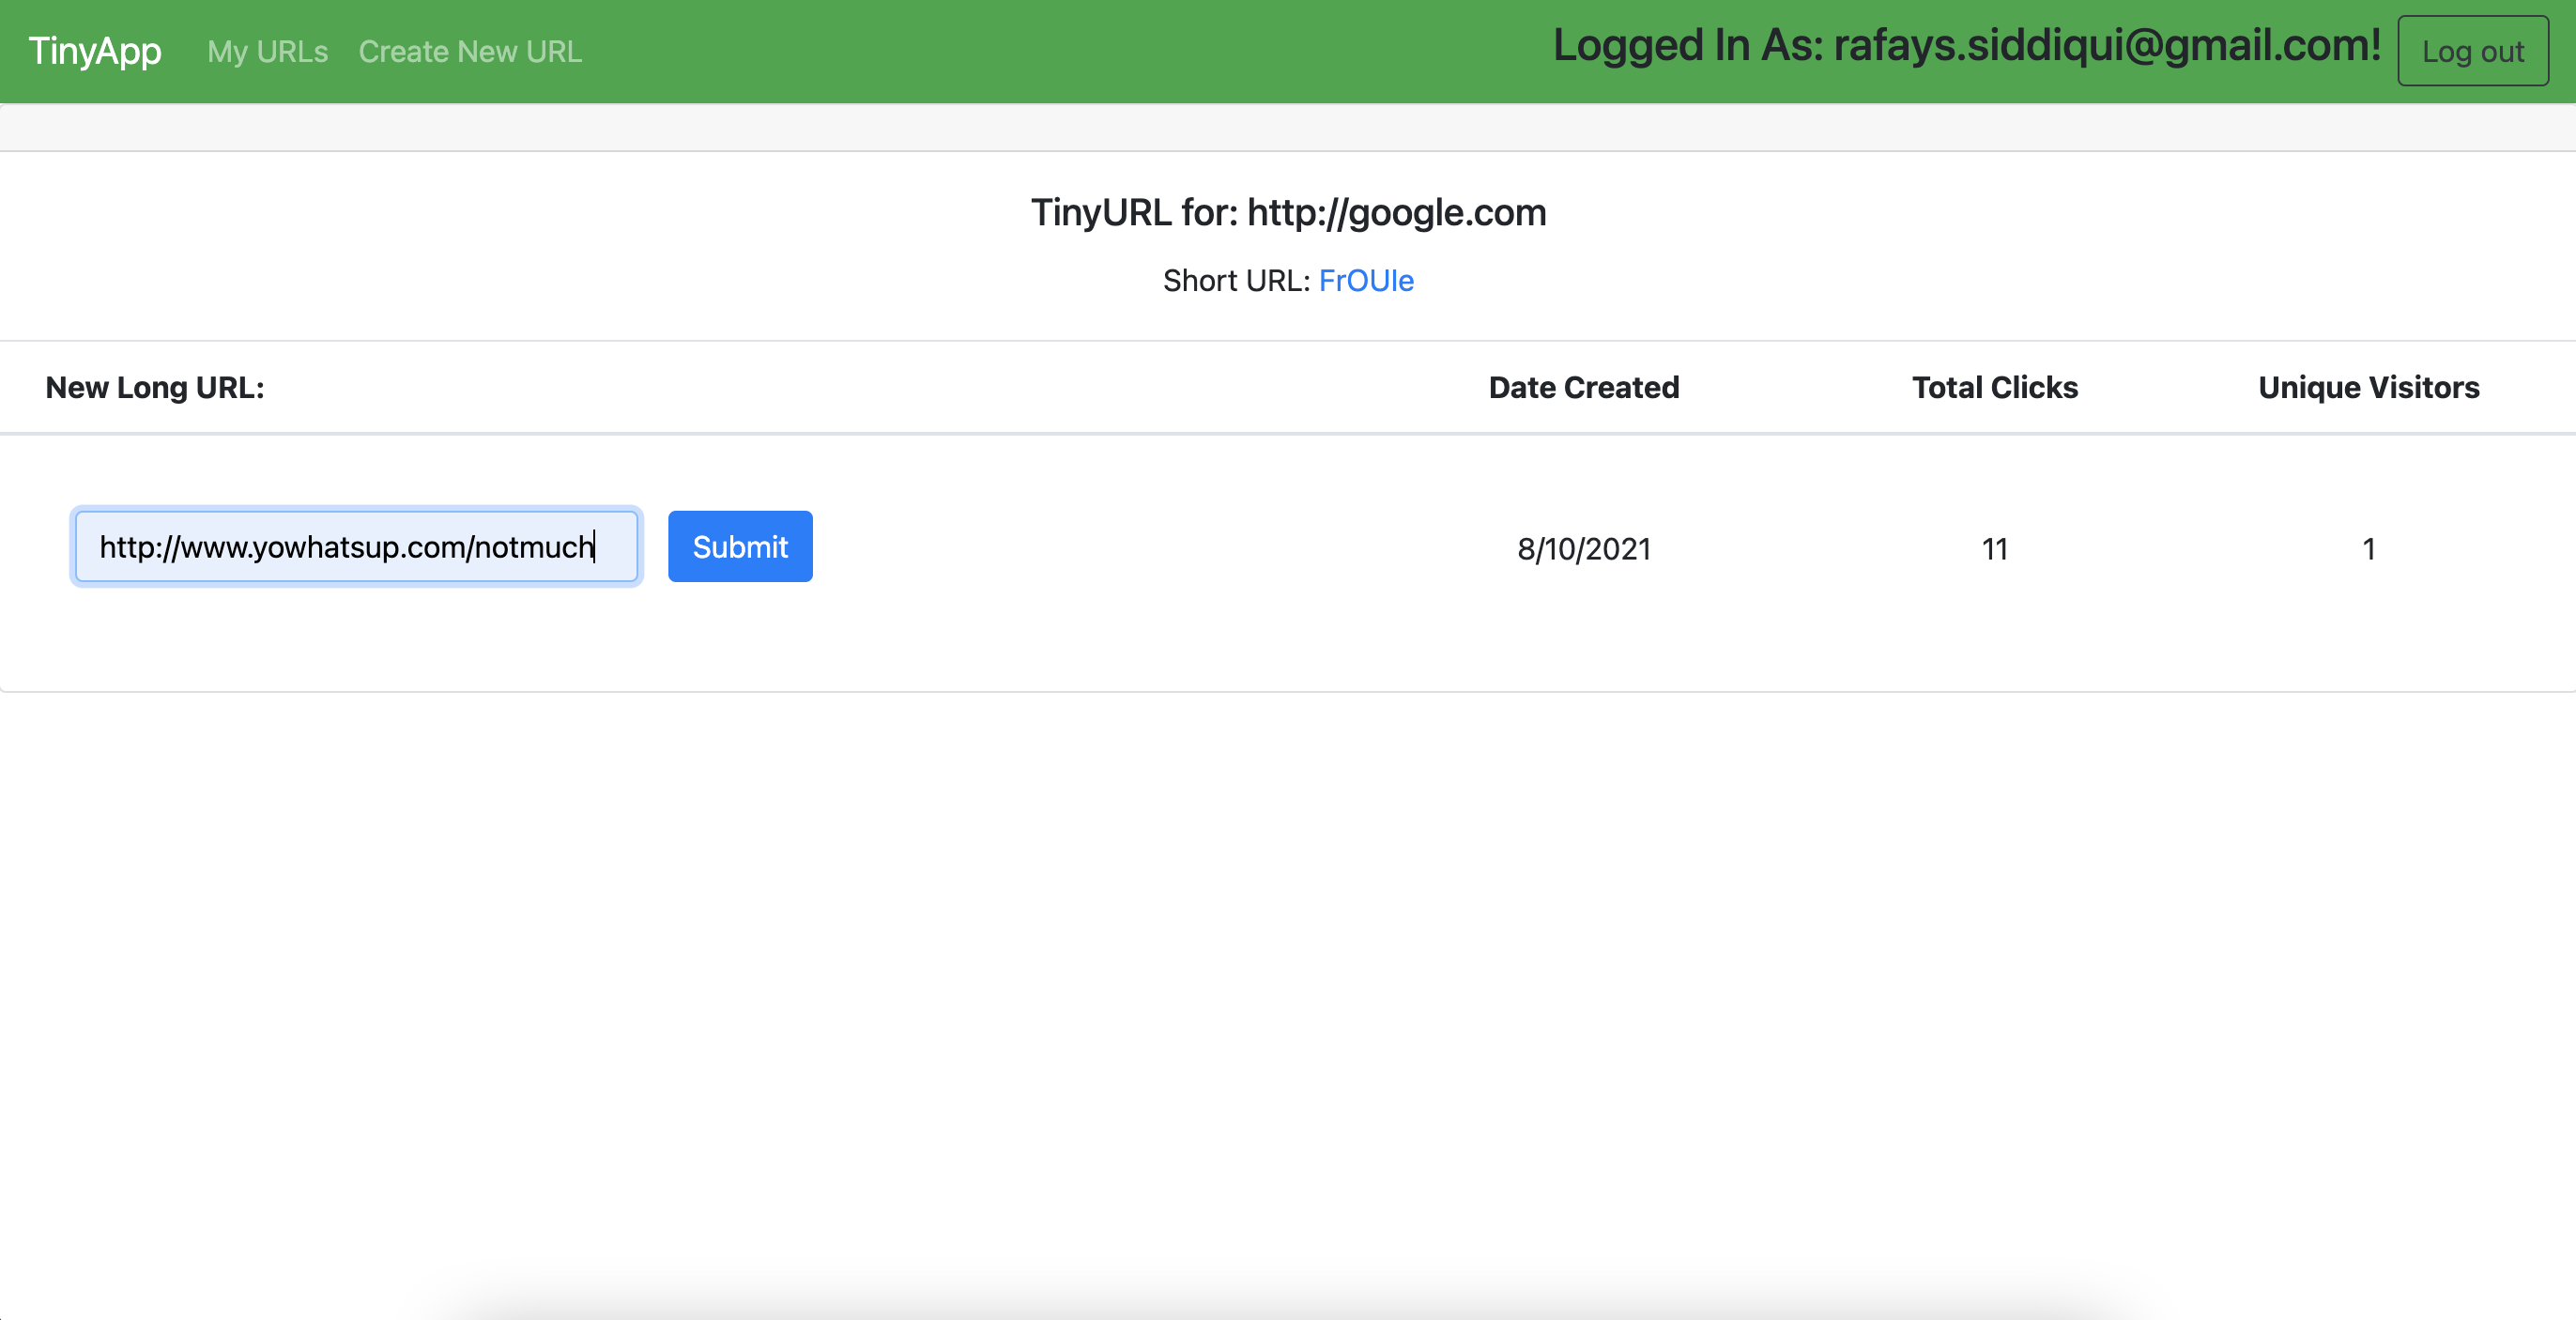 TinyApp My URLs Create New URL Logged In As: rafays.siddiqui@gmail.com! Log out
TinyURL for: http://google.com
Short URL: FrOUle
New Long URL: Date Created Total Clicks Unique Visitors
http://www.yowhatsup.com/notmuch Submit 8/10/2021 11 1